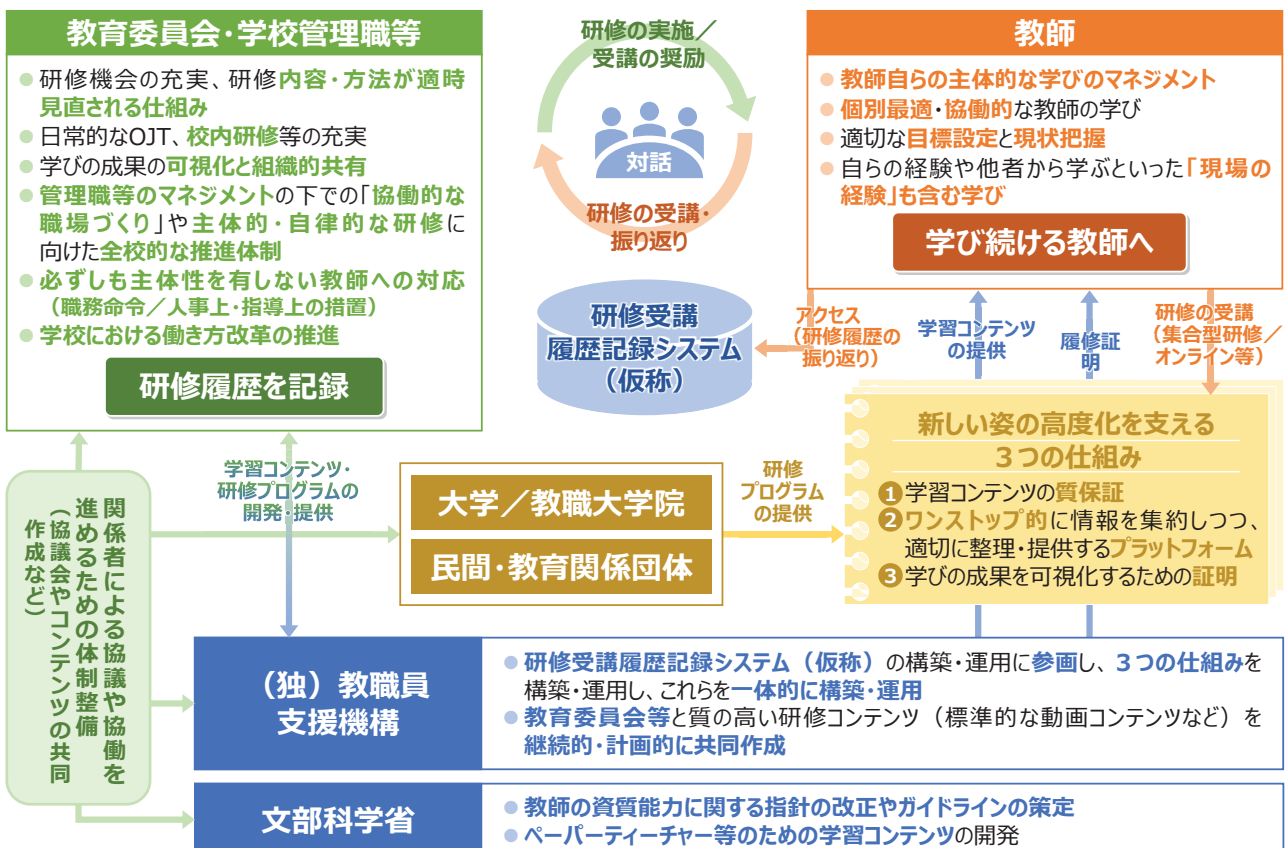 教育委員会・学校管理職等
● 研修機会の充実、研修内容・方法が適時
見直される仕組み
● 日常的なOJT、校内研修等の充実
● 学びの成果の可視化と組織的共有
● 管理職等のマネジメントの下での「協働的な
職場づくり」や主体的・自律的な研修に
向けた全校的な推進体制
● 必ずしも主体性を有しない教師への対応
（職務命令／人事上・指導上の措置）
● 学校における働き方改革の推進
研修履歴を記録
研修の実施／
受講の奨励
対話
研修の受講・
振り返り
教師
● 教師自らの主体的な学びのマネジメント
● 個別最適・協働的な教師の学び
● 適切な目標設定と現状把握
● 自らの経験や他者から学ぶといった「現場の
経験」も含む学び
学び続ける教師へ
研修受講
履歴記録システム
（仮称）
アクセス
（研修履歴の
振り返り）
学習コンテンツ
の提供
履修証
明
研修の受講
（集合型研修／
オンライン等）
新しい姿の高度化を支える
３つの仕組み
❶学習コンテンツの質保証
❷ワンストップ的に情報を集約しつつ、
適切に整理・提供するプラットフォーム
❸学びの成果を可視化するための証明
学習コンテンツ・
研修プログラムの
開発・提供
大学／教職大学院
民間・教育関係団体
研修
プログラム
の提供
関係者による協議や協働を
進めるための体制整備
（協議会やコンテンツの共同
作成など）
（独）教職員
支援機構
● 研修受講履歴記録システム（仮称）の構築・運用に参画し、３つの仕組みを
構築・運用し、これらを一体的に構築・運用
● 教育委員会等と質の高い研修コンテンツ（標準的な動画コンテンツなど）を
継続的・計画的に共同作成
文部科学省
● 教師の資質能力に関する指針の改正やガイドラインの策定
● ペーパーティーチャー等のための学習コンテンツの開発